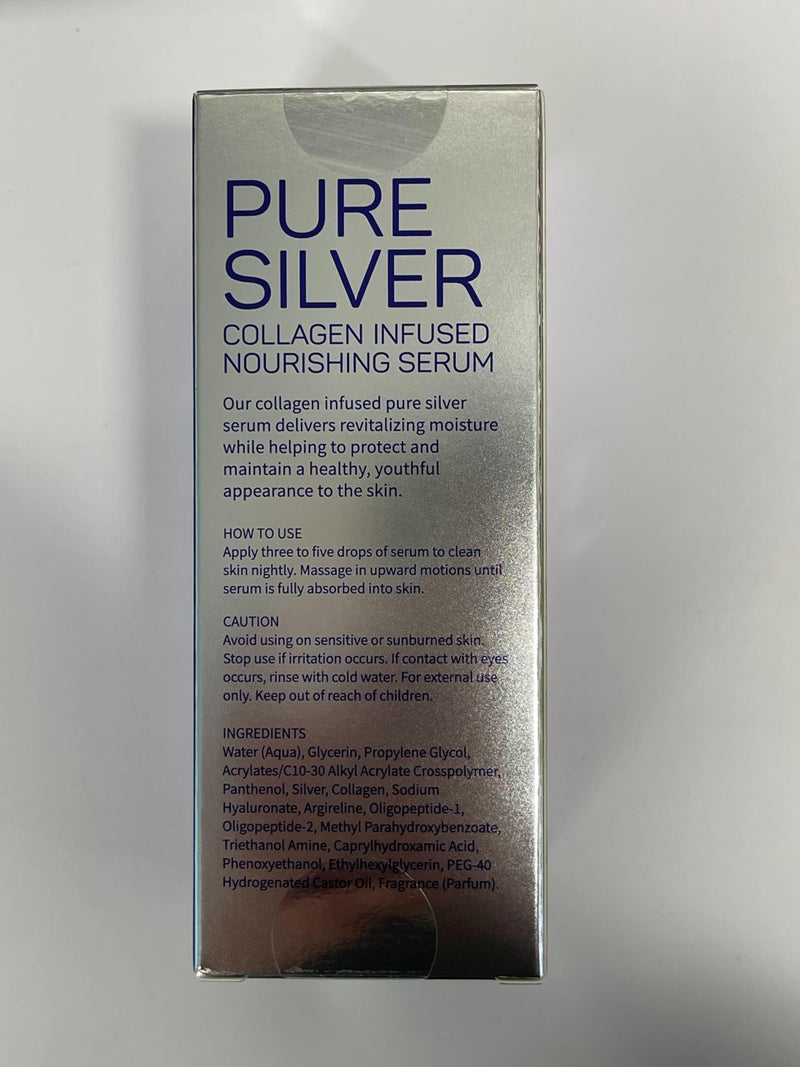 PURE
SILVER
COLLAGEN INFUSED
NOURISHING SERUM
Our collagen infused pure silver
serum delivers revitalizing moisture
while helping to protect and
maintain a healthy, youthful
appearance to the skin.
HOW TO USE
Apply three to five drops of serum to clean
skin nightly. Massage in upward motions until
serum is fully absorbed into skin.
CAUTION
Avoid using on sensitive or sunburned skin.
Stop use if irritation occurs. If contact with eyes
occurs, rinse with cold water. For external use
only. Keep out of reach of children.
INGREDIENTS
Water (Aqua), Glycerin, Propylene Glycol,
Acrylates/C10-30 Alkyl Acrylate Crosspolymer,
Panthenol, Silver, Collagen, Sodium
Hyaluronate, Argireline, Oligopeptide-1,
Oligopeptide-2, Methyl Parahydroxybenzoate,
Triethanol Amine, Caprylhydroxamic Acid,
Phenoxyethanol, Ethylhexylglycerin, PEG-40
Hydrogenated Castor Oil, Fragrance (Parfum).